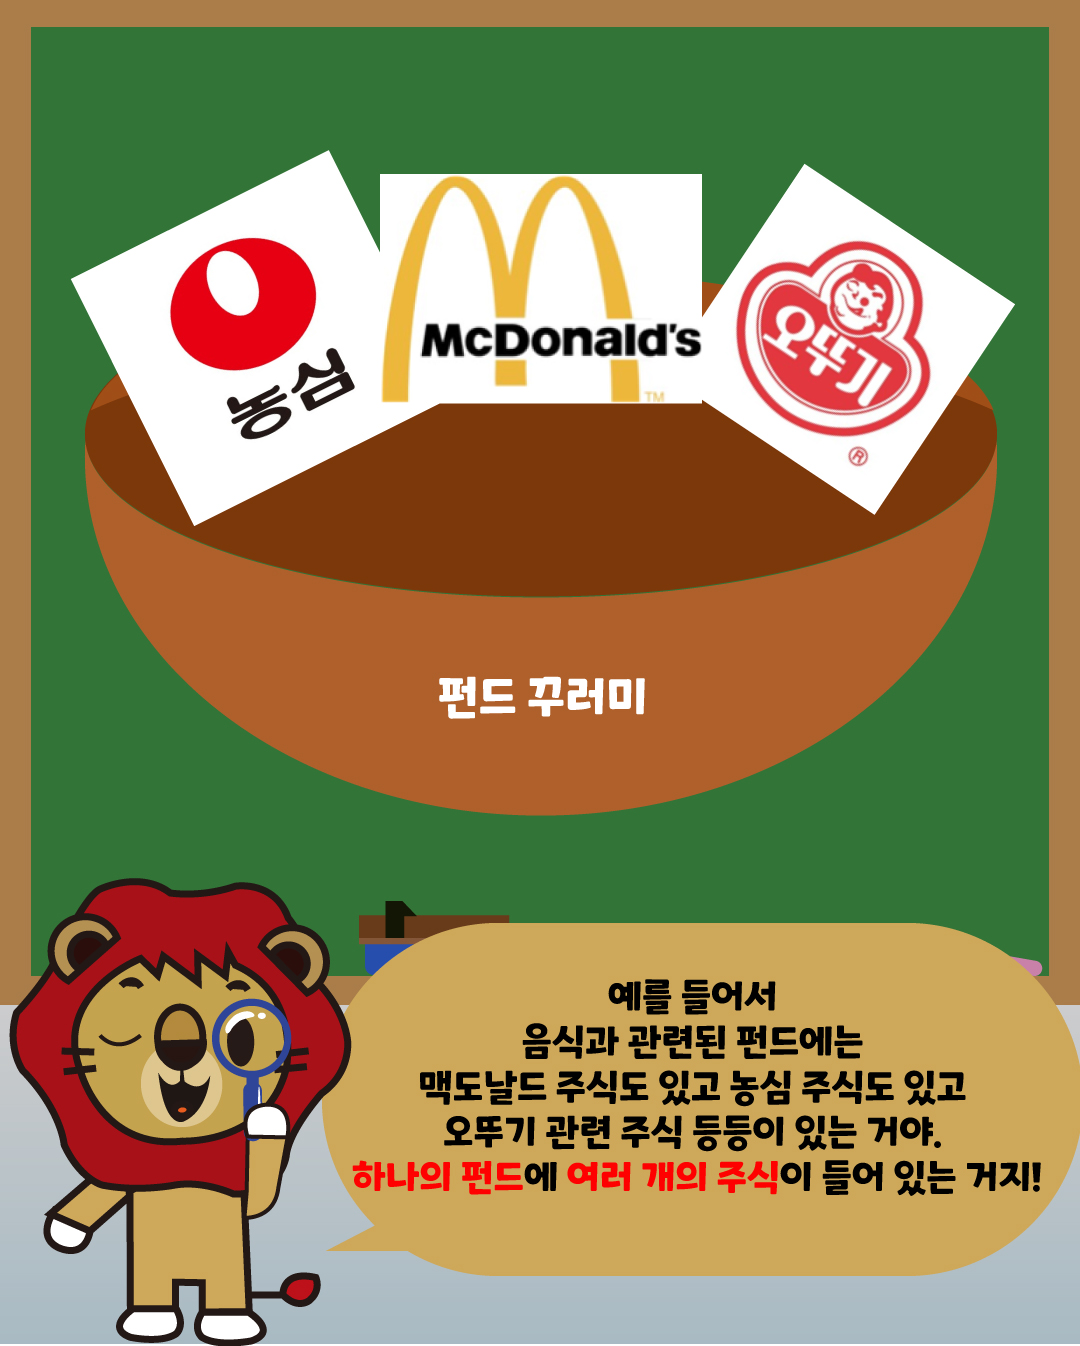 농심
McDonald's
TM
오뚜기
®
펀드 꾸러미
예를 들어서
음식과 관련된 펀드에는
맥도날드 주식도 있고 농심 주식도 있고
오뚜기 관련 주식 등등이 있는 거야.
하나의 펀드에 여러 개의 주식이 들어 있는 거지!